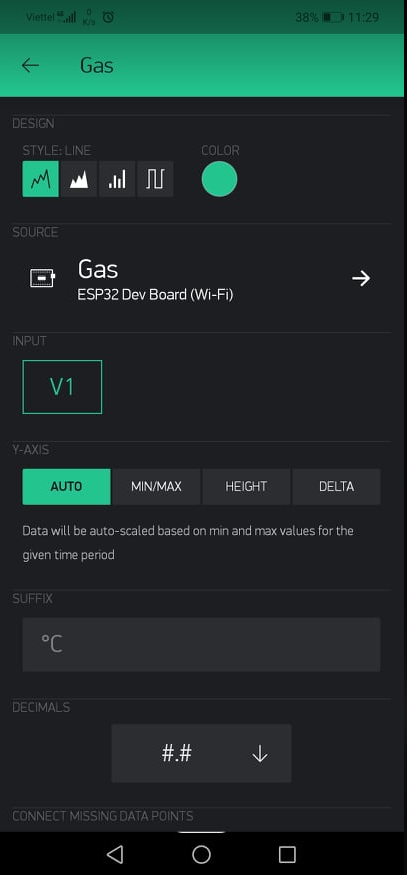 Viettel 4G 0 K/s 38% 11:29
Gas
DESIGN
STYLE: LINE COLOR
SOURCE
Gas
ESP32 Dev Board (Wi-Fi)
INPUT
V1
Y-AXIS
AUTO MIN/MAX HEIGHT DELTA
Data will be auto-scaled based on min and max values for the
given time period
SUFFIX
°C
DECIMALS
#.#
CONNECT MISSING DATA POINTS